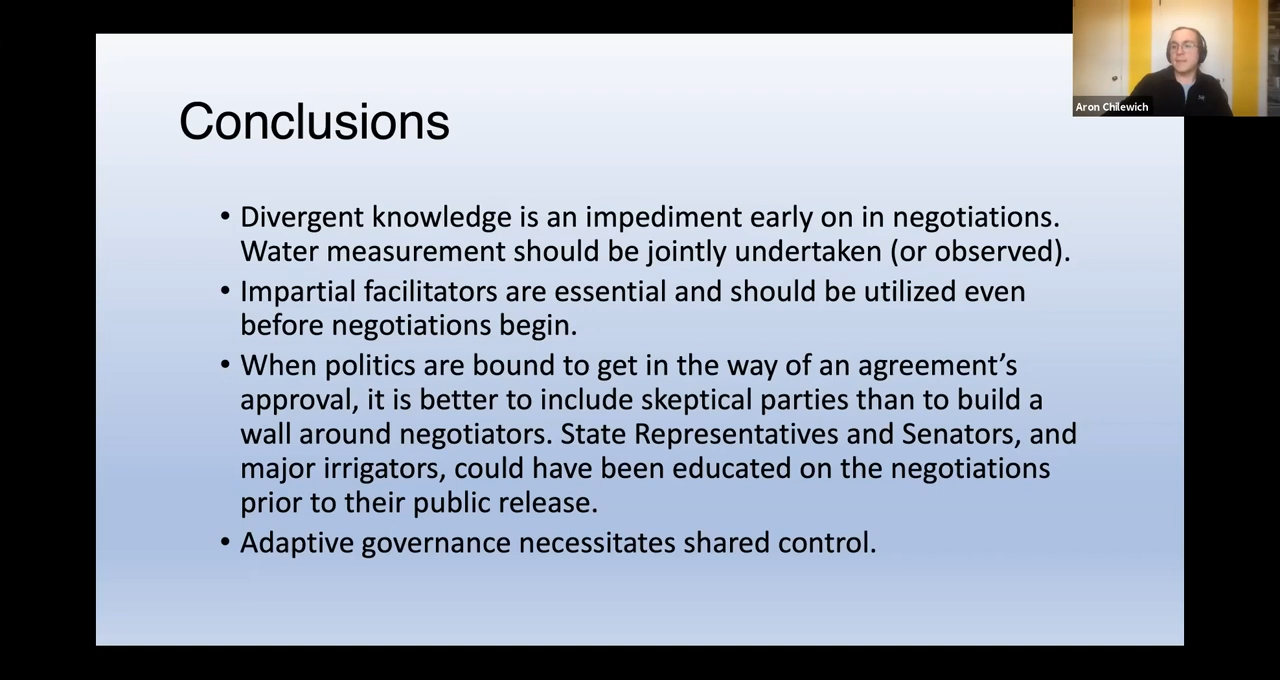 Conclusions
• Divergent knowledge is an impediment early on in negotiations.
Water measurement should be jointly undertaken (or observed).
• Impartial facilitators are essential and should be utilized even
before negotiations begin.
• When politics are bound to get in the way of an agreement’s
approval, it is better to include skeptical parties than to build a
wall around negotiators. State Representatives and Senators, and
major irrigators, could have been educated on the negotiations
prior to their public release.
• Adaptive governance necessitates shared control.
Aron Chilewich